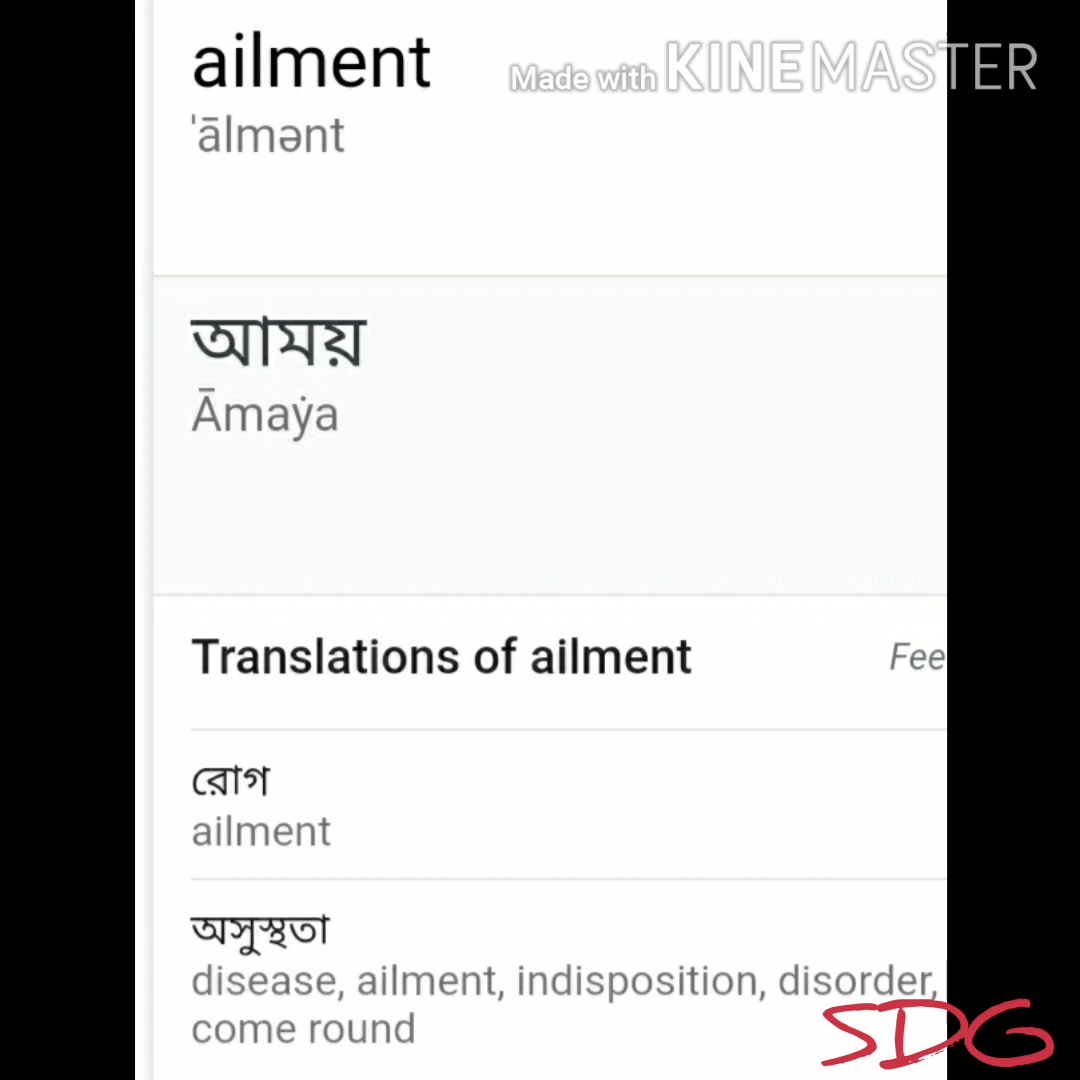 ailment
Made with KINEMASTER
ˈālmənt
আময়
Āmaẏa
Translations of ailment
Fee
রোগ
ailment
অসুস্থতা
disease, ailment, indisposition, disorder,
come round
SDG